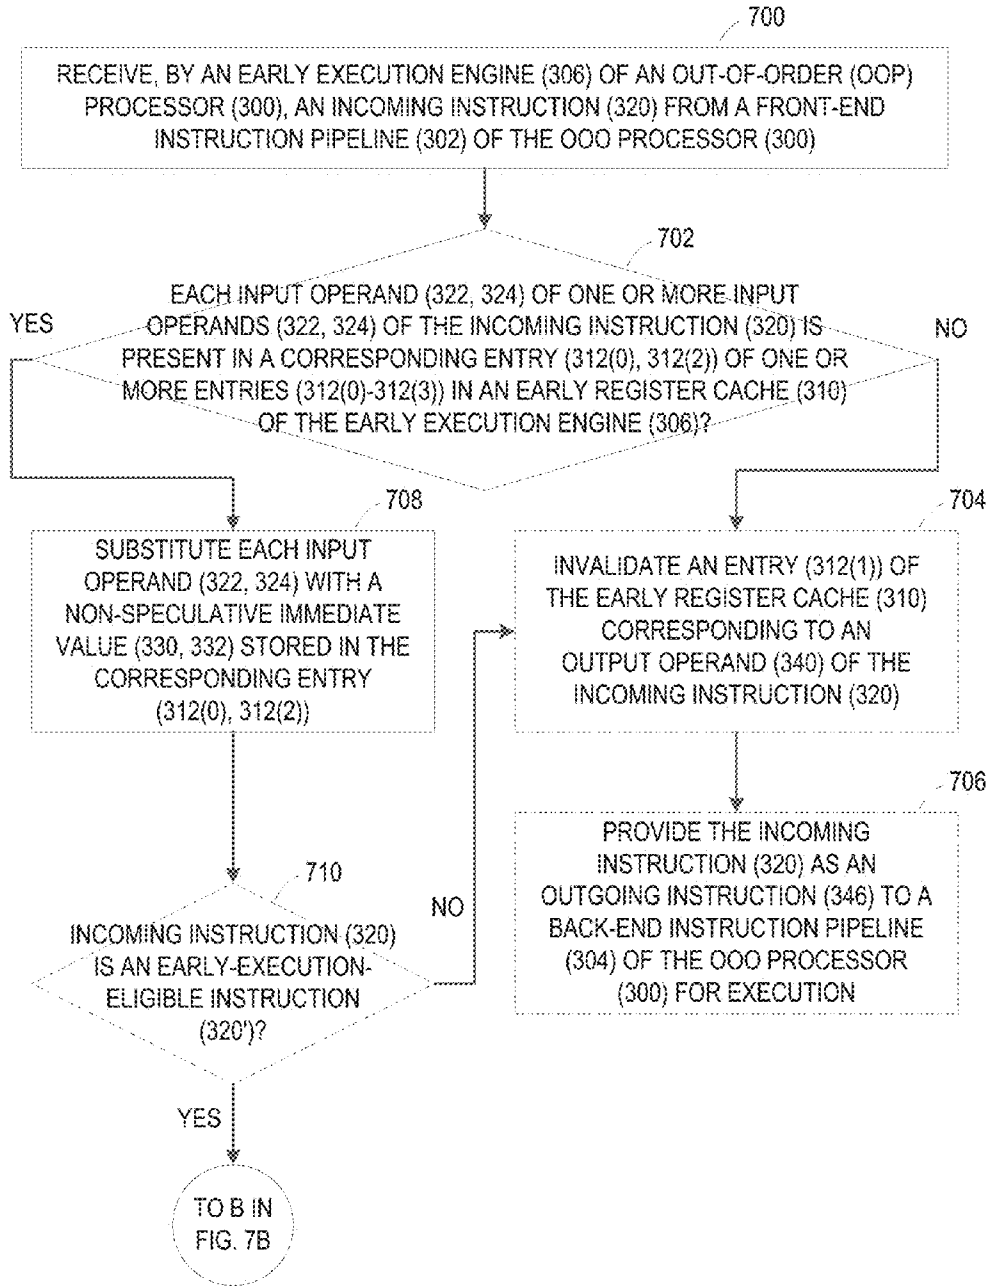 700
RECEIVE, BY AN EARLY EXECUTION ENGINE (306) OF AN OUT-OF-ORDER (OOP)
PROCESSOR (300), AN INCOMING INSTRUCTION (320) FROM A FRONT-END
INSTRUCTION PIPELINE (302) OF THE OOO PROCESSOR (300)
702
EACH INPUT OPERAND (322, 324) OF ONE OR MORE INPUT
OPERANDS (322, 324) OF THE INCOMING INSTRUCTION (320) IS
PRESENT IN A CORRESPONDING ENTRY (312(0), 312(2)) OF ONE OR
MORE ENTRIES (312(0)-312(3)) IN AN EARLY REGISTER CACHE (310)
OF THE EARLY EXECUTION ENGINE (306)?
YES
NO
708
SUBSTITUTE EACH INPUT
OPERAND (322, 324) WITH A
NON-SPECULATIVE IMMEDIATE
VALUE (330, 332) STORED IN THE
CORRESPONDING ENTRY
(312(0), 312(2))
704
INVALIDATE AN ENTRY (312(1)) OF
THE EARLY REGISTER CACHE (310)
CORRESPONDING TO AN
OUTPUT OPERAND (340) OF THE
INCOMING INSTRUCTION (320)
706
PROVIDE THE INCOMING
INSTRUCTION (320) AS AN
OUTGOING INSTRUCTION (346) TO A
BACK-END INSTRUCTION PIPELINE
(304) OF THE OOO PROCESSOR
(300) FOR EXECUTION
710
INCOMING INSTRUCTION (320)
IS AN EARLY-EXECUTION-
ELIGIBLE INSTRUCTION
(320')?
NO
YES
TO B IN
FIG. 7B